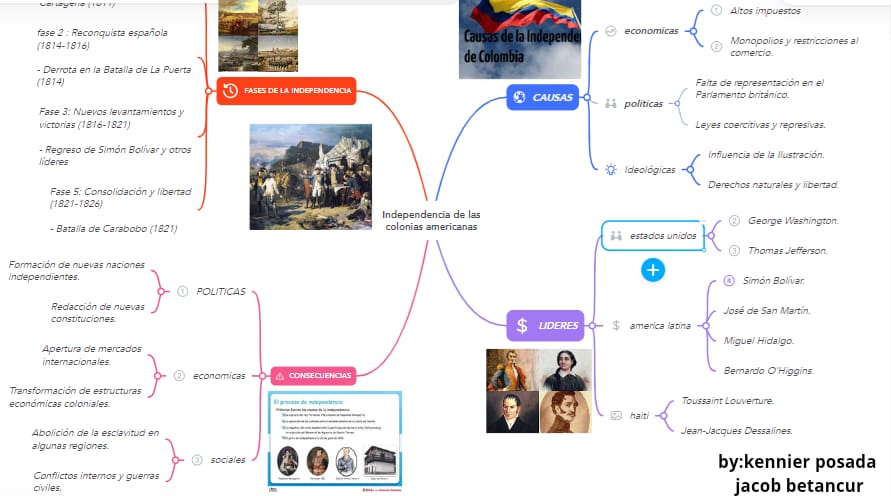 Cartagena (1811)
fase 2 : Reconquista española
(1814-1816)
- Derrota en la Batalla de La Puerta
(1814)
Fase 3: Nuevos levantamientos y
victorias (1816-1821)
- Regreso de Simón Bolívar y otros
líderes
Fase 5: Consolidación y libertad
(1821-1826)
- Batalla de Carabobo (1821)
FASES DE LA INDEPENDENCIA
Independencia de las
colonias americanas
Causas de la Independe
de Colombia
CAUSAS
economicas
1 Altos impuestos
2 Monopolios y restricciones al
comercio.
políticas
Falta de representación en el
Parlamento británico.
Leyes coercitivas y represivas.
Ideológicas
Influencia de la Ilustración.
Derechos naturales y libertad.
$ LIDERES
estados unidos
2 George Washington.
3 Thomas Jefferson.
$ america latina
4 Simón Bolívar.
José de San Martín.
Miguel Hidalgo.
Bernardo O'Higgins.
haiti
Toussaint Louverture.
Jean-Jacques Dessalines.
CONSECUENCIAS
1 POLITICAS
Formación de nuevas naciones
independientes.
Redacción de nuevas
constituciones.
2 economicas
Apertura de mercados
internacionales.
Transformación de estructuras
económicas coloniales.
3 sociales
Abolición de la esclavitud en
algunas regiones.
Conflictos internos y guerras
civiles.
El proceso de independencia
by:kennier posada
jacob betancur